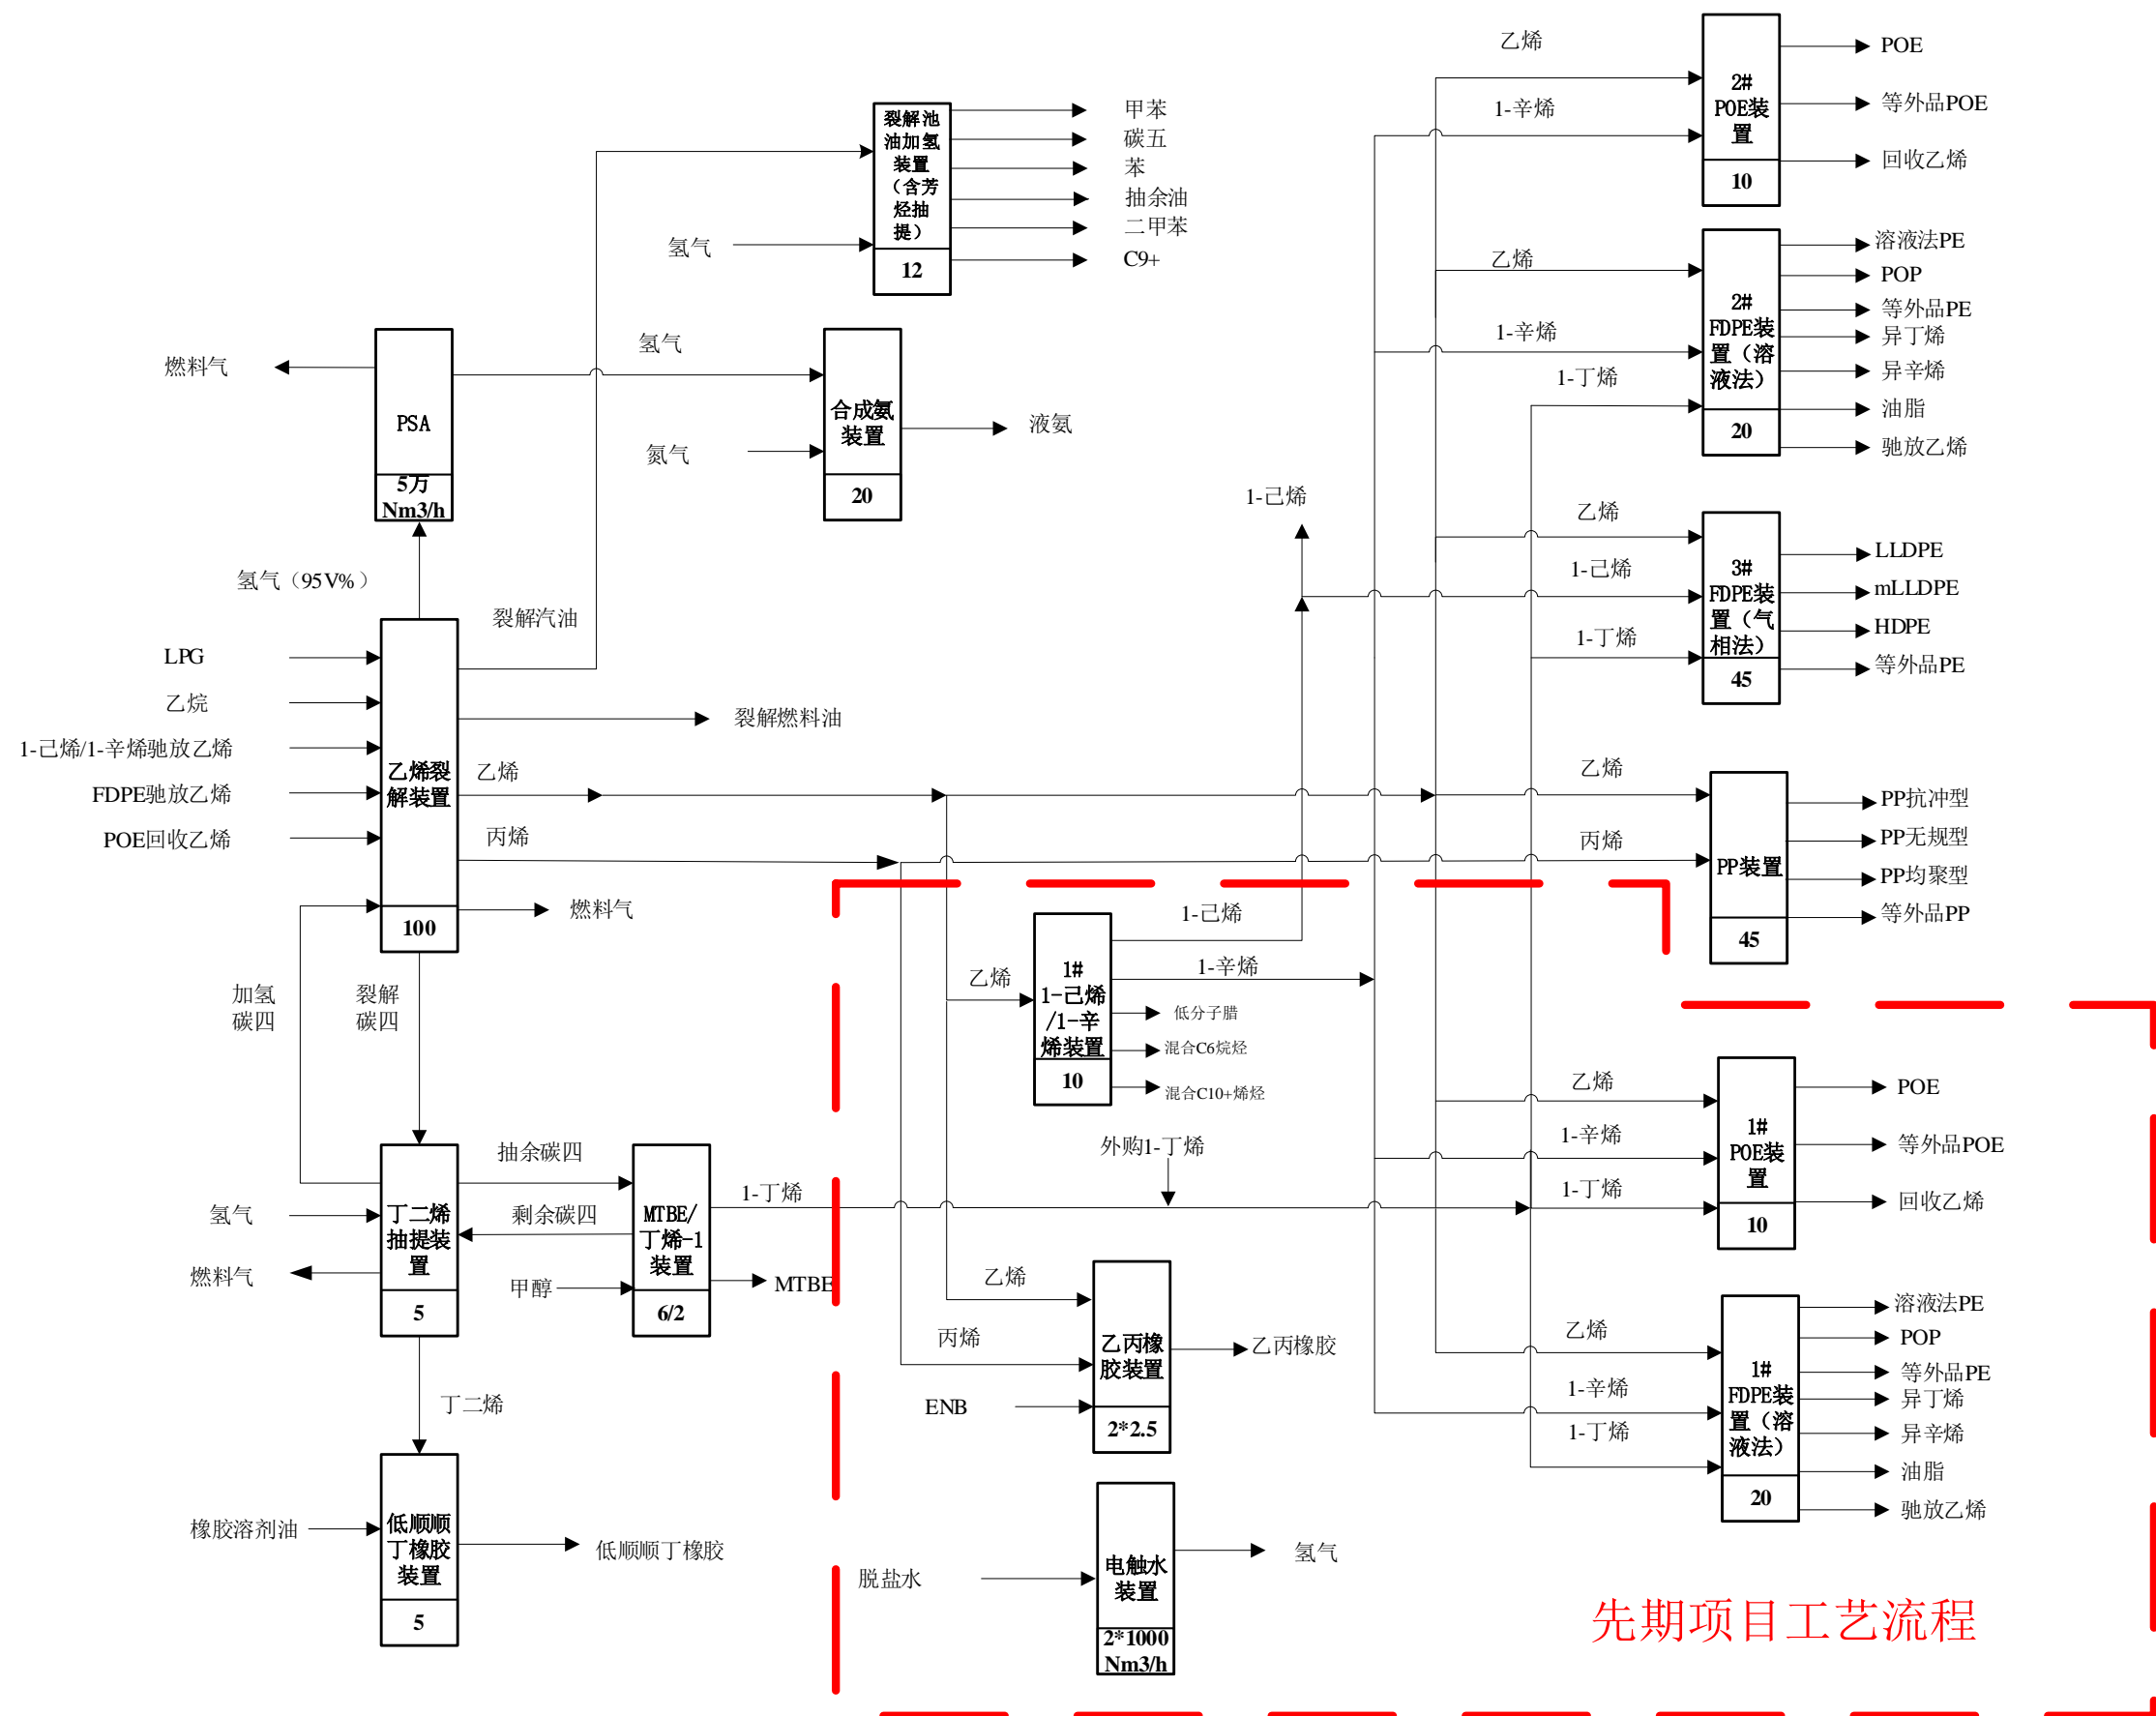 乙烯
1-辛烯
2#
POE装
置
10
POE
等外品POE
回收乙烯
裂解池
油加氢
装置
（含芳
烃抽
提）
12
氢气
甲苯
碳五
苯
抽余油
二甲苯
C9+
乙烯
1-辛烯
1-丁烯
2#
FDPE装
置（溶
液法）
20
溶液法PE
POP
等外品PE
异丁烯
异辛烯
油脂
驰放乙烯
燃料气
PSA
5万
Nm3/h
氢气
氮气
合成氨
装置
20
液氨
1-己烯
乙烯
1-己烯
1-丁烯
3#
FDPE装
置（气
相法）
45
LLDPE
mLLDPE
HDPE
等外品PE
氢气（95V%）
裂解汽油
LPG
乙烷
1-己烯/1-辛烯驰放乙烯
FDPE驰放乙烯
POE回收乙烯
乙烯裂
解装置
100
裂解燃料油
乙烯
丙烯
燃料气
乙烯
丙烯
PP装置
45
PP抗冲型
PP无规型
PP均聚型
等外品PP
加氢
碳四
裂解
碳四
乙烯
1#
1-己烯
/1-辛
烯装置
10
1-己烯
1-辛烯
低分子腊
混合C6烷烃
混合C10+烯烃
外购1-丁烯
乙烯
1-辛烯
1-丁烯
1#
POE装
置
10
POE
等外品POE
回收乙烯
氢气
燃料气
丁二烯
抽提装
置
5
抽余碳四
剩余碳四
甲醇
MTBE/
丁烯-1
装置
6/2
1-丁烯
MTBE
乙烯
丙烯
ENB
乙丙橡
胶装置
2*2.5
乙丙橡胶
乙烯
1-辛烯
1-丁烯
1#
FDPE装
置（溶
液法）
20
溶液法PE
POP
等外品PE
异丁烯
异辛烯
油脂
驰放乙烯
丁二烯
橡胶溶剂油
低顺顺
丁橡胶
装置
5
低顺顺丁橡胶
脱盐水
电触水
装置
2*1000
Nm3/h
氢气
先期项目工艺流程